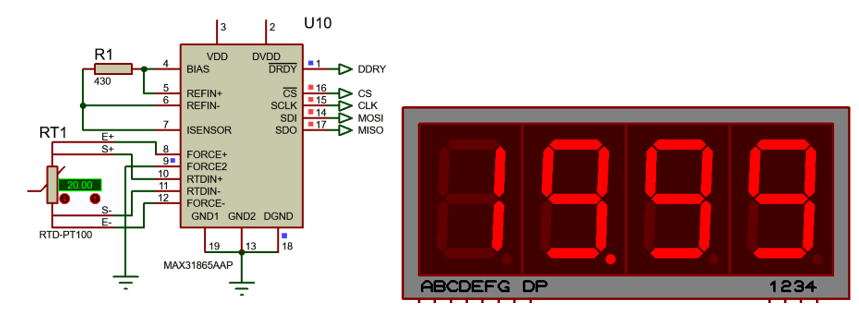 U10
3
2
R1
430
4
BIAS
VDD
DVDD
DRDY
1
DDRY
5
REFIN+
6
REFIN-
CS
16
CS
SCLK
15
CLK
SDI
14
MOSI
7
ISENSOR
SDO
17
MISO
RT1
E+
S+
8
FORCE+
9
FORCE2
10
RTDIN+
11
RTDIN-
12
FORCE-
20.00
S-
E-
RTD-PT100
GND1
GND2
DGND
19
13
18
MAX31865AAP
19.99
ABCDEFG DP
1234